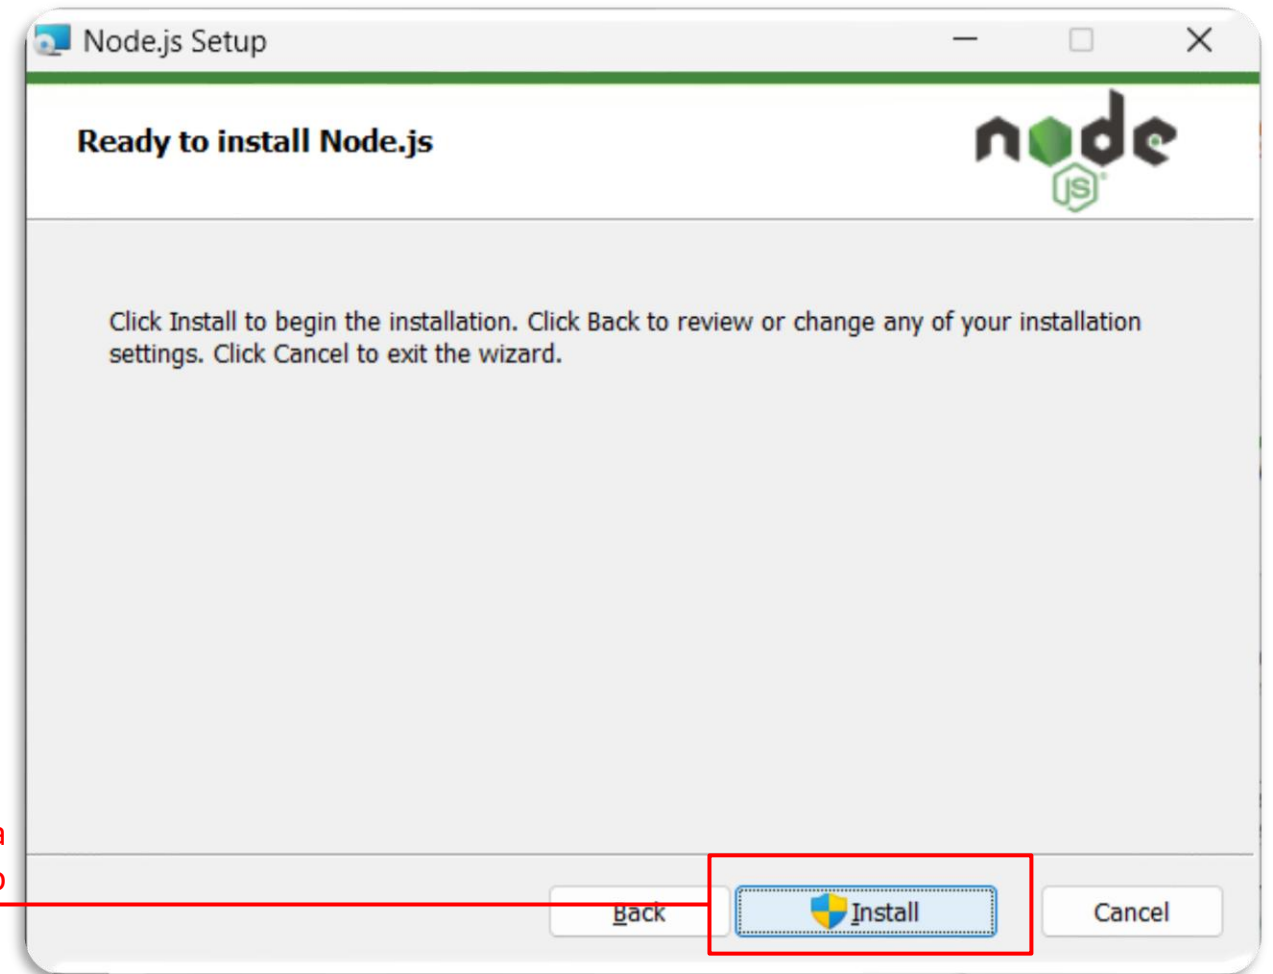 Node.js Setup
Ready to install Node.js
node
JS
Click Install to begin the installation. Click Back to review or change any of your installation
settings. Click Cancel to exit the wizard.
Back
Install
Cancel